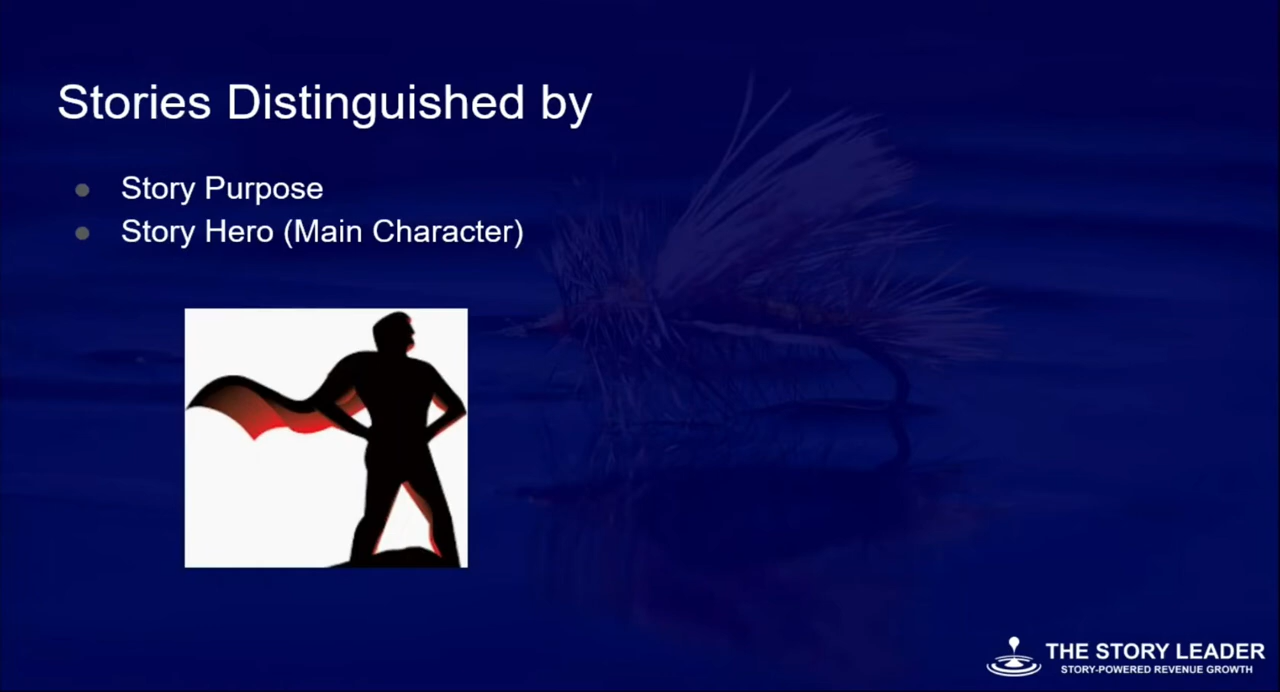 Stories Distinguished by
Story Purpose
Story Hero (Main Character)
THE STORY LEADER
STORY-POWERED REVENUE GROWTH